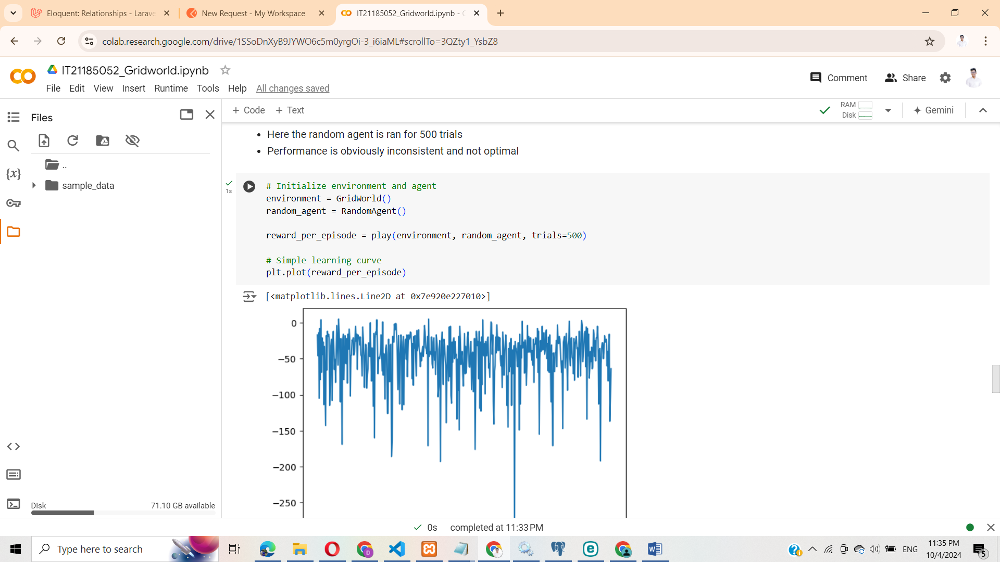 Eloquent: Relationships - Larave
New Request - My Workspace
IT21185052_Gridworld.ipynb - C
colab.research.google.com/drive/1SSoDnXyB9JYWO6c5m0yrgOi-3_i6iaML#scrollTo=3QZty1_YsbZ8
IT21185052_Gridworld.ipynb
Comment
Share
File Edit View Insert Runtime Tools Help All changes saved
Files
+ Code + Text
RAM
Disk
Gemini
..
sample_data
• Here the random agent is ran for 500 trials
• Performance is obviously inconsistent and not optimal
1s
# Initialize environment and agent
environment = GridWorld()
random_agent = RandomAgent()
reward_per_episode = play(environment, random_agent, trials=500)
# Simple learning curve
plt.plot(reward_per_episode)
[<matplotlib.lines.Line2D at 0x7e920e227010>]
0
−50
−100
−150
−200
−250
{x}
Disk 71.10 GB available
0s completed at 11:33 PM
Type here to search
ENG
11:35 PM
10/4/2024
5